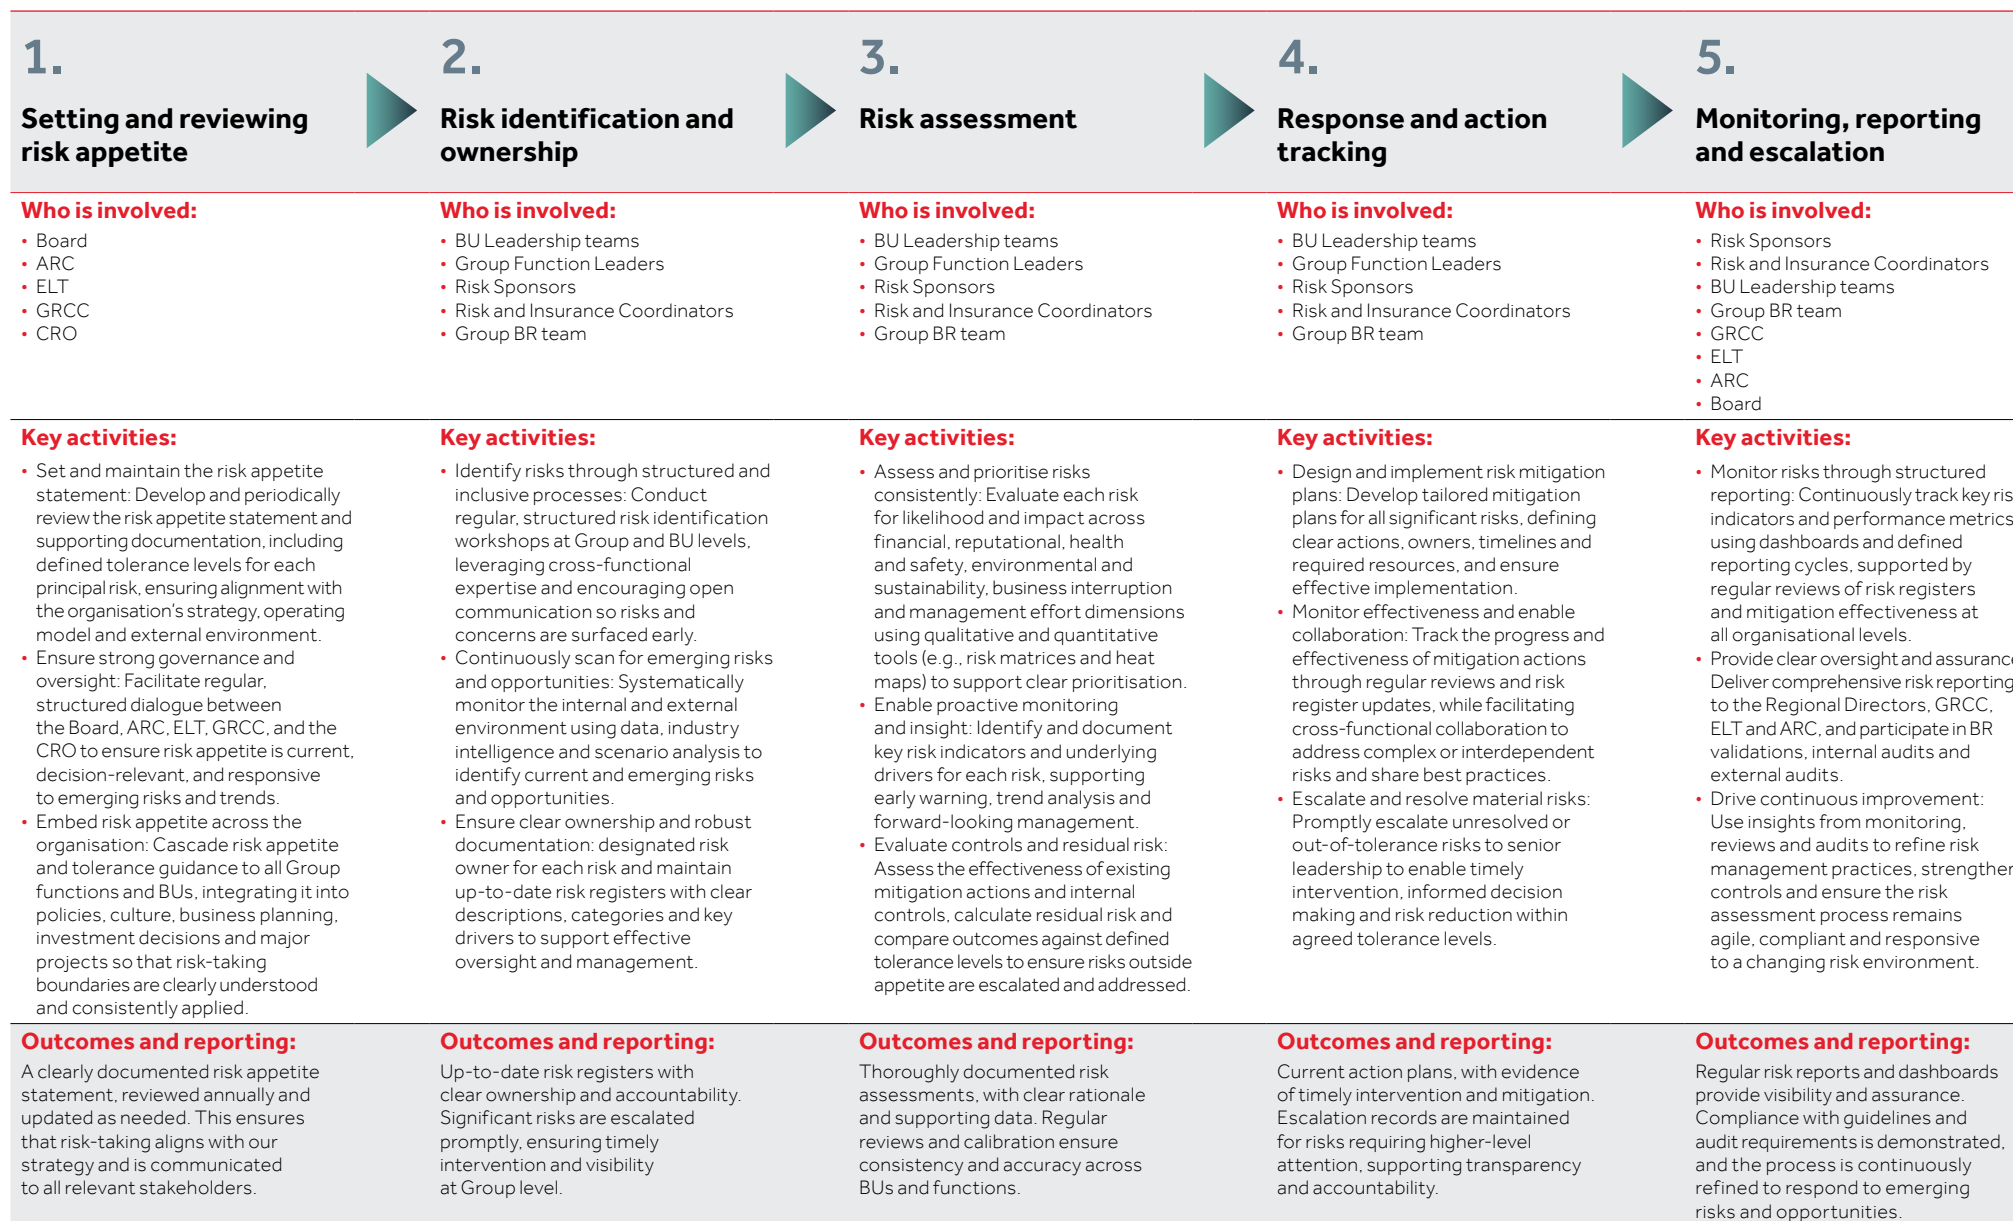 1.
Setting and reviewing
risk appetite
Who is involved:
• Board
• ARC
• ELT
• GRCC
• CRO
Key activities:
• Set and maintain the risk appetite
statement: Develop and periodically
review the risk appetite statement and
supporting documentation, including
defined tolerance levels for each
principal risk, ensuring alignment with
the organisation's strategy, operating
model and external environment.
• Ensure strong governance and
oversight: Facilitate regular,
structured dialogue between
the Board, ARC, ELT, GRCC, and the
CRO to ensure risk appetite is current,
decision-relevant, and responsive
to emerging risks and trends.
• Embed risk appetite across the
organisation: Cascade risk appetite
and tolerance guidance to all Group
functions and BUs, integrating it into
policies, culture, business planning,
investment decisions and major
projects so that risk-taking
boundaries are clearly understood
and consistently applied.
Outcomes and reporting:
A clearly documented risk appetite
statement, reviewed annually and
updated as needed. This ensures
that risk-taking aligns with our
strategy and is communicated
to all relevant stakeholders.
2.
Risk identification and
ownership
Who is involved:
• BU Leadership teams
• Group Function Leaders
• Risk Sponsors
• Risk and Insurance Coordinators
• Group BR team
Key activities:
• Identify risks through structured and
inclusive processes: Conduct
regular, structured risk identification
workshops at Group and BU levels,
leveraging cross-functional
expertise and encouraging open
communication so risks and
concerns are surfaced early.
• Continuously scan for emerging risks
and opportunities: Systematically
monitor the internal and external
environment using data, industry
intelligence and scenario analysis to
identify current and emerging risks
and opportunities.
• Ensure clear ownership and robust
documentation: designated risk
owner for each risk and maintain
up-to-date risk registers with clear
descriptions, categories and key
drivers to support effective
oversight and management.
Outcomes and reporting:
Up-to-date risk registers with
clear ownership and accountability.
Significant risks are escalated
promptly, ensuring timely
intervention and visibility
at Group level.
3.
Risk assessment
Who is involved:
• BU Leadership teams
• Group Function Leaders
• Risk Sponsors
• Risk and Insurance Coordinators
• Group BR team
Key activities:
• Assess and prioritise risks
consistently: Evaluate each risk
for likelihood and impact across
financial, reputational, health
and safety, environmental and
sustainability, business interruption
and management effort dimensions
using qualitative and quantitative
tools (e.g., risk matrices and heat
maps) to support clear prioritisation.
• Enable proactive monitoring
and insight: Identify and document
key risk indicators and underlying
drivers for each risk, supporting
early warning, trend analysis and
forward-looking management.
• Evaluate controls and residual risk:
Assess the effectiveness of existing
mitigation actions and internal
controls, calculate residual risk and
compare outcomes against defined
tolerance levels to ensure risks outside
appetite are escalated and addressed.
Outcomes and reporting:
Thoroughly documented risk
assessments, with clear rationale
and supporting data. Regular
reviews and calibration ensure
consistency and accuracy across
BUs and functions.
4.
Response and action
tracking
Who is involved:
• BU Leadership teams
• Group Function Leaders
• Risk Sponsors
• Risk and Insurance Coordinators
• Group BR team
Key activities:
• Design and implement risk mitigation
plans: Develop tailored mitigation
plans for all significant risks, defining
clear actions, owners, timelines and
required resources, and ensure
effective implementation.
• Monitor effectiveness and enable
collaboration: Track the progress and
effectiveness of mitigation actions
through regular reviews and risk
register updates, while facilitating
cross-functional collaboration to
address complex or interdependent
risks and share best practices.
• Escalate and resolve material risks:
Promptly escalate unresolved or
out-of-tolerance risks to senior
leadership to enable timely
intervention, informed decision
making and risk reduction within
agreed tolerance levels.
Outcomes and reporting:
Current action plans, with evidence
of timely intervention and mitigation.
Escalation records are maintained
for risks requiring higher-level
attention, supporting transparency
and accountability.
5.
Monitoring, reporting
and escalation
Who is involved:
• Risk Sponsors
• Risk and Insurance Coordinators
• BU Leadership teams
• Group BR team
• GRCC
• ELT
• ARC
• Board
Key activities:
• Monitor risks through structured
reporting: Continuously track key ris
indicators and performance metrics
using dashboards and defined
reporting cycles, supported by
regular reviews of risk registers
and mitigation effectiveness at
all organisational levels.
• Provide clear oversight and assurance
Deliver comprehensive risk reporting
to the Regional Directors, GRCC,
ELT and ARC, and participate in BR
validations, internal audits and
external audits.
• Drive continuous improvement:
Use insights from monitoring,
reviews and audits to refine risk
management practices, strengthen
controls and ensure the risk
assessment process remains
agile, compliant and responsive
to a changing risk environment.
Outcomes and reporting:
Regular risk reports and dashboards
provide visibility and assurance.
Compliance with guidelines and
audit requirements is demonstrated,
and the process is continuously
refined to respond to emerging
risks and opportunities.